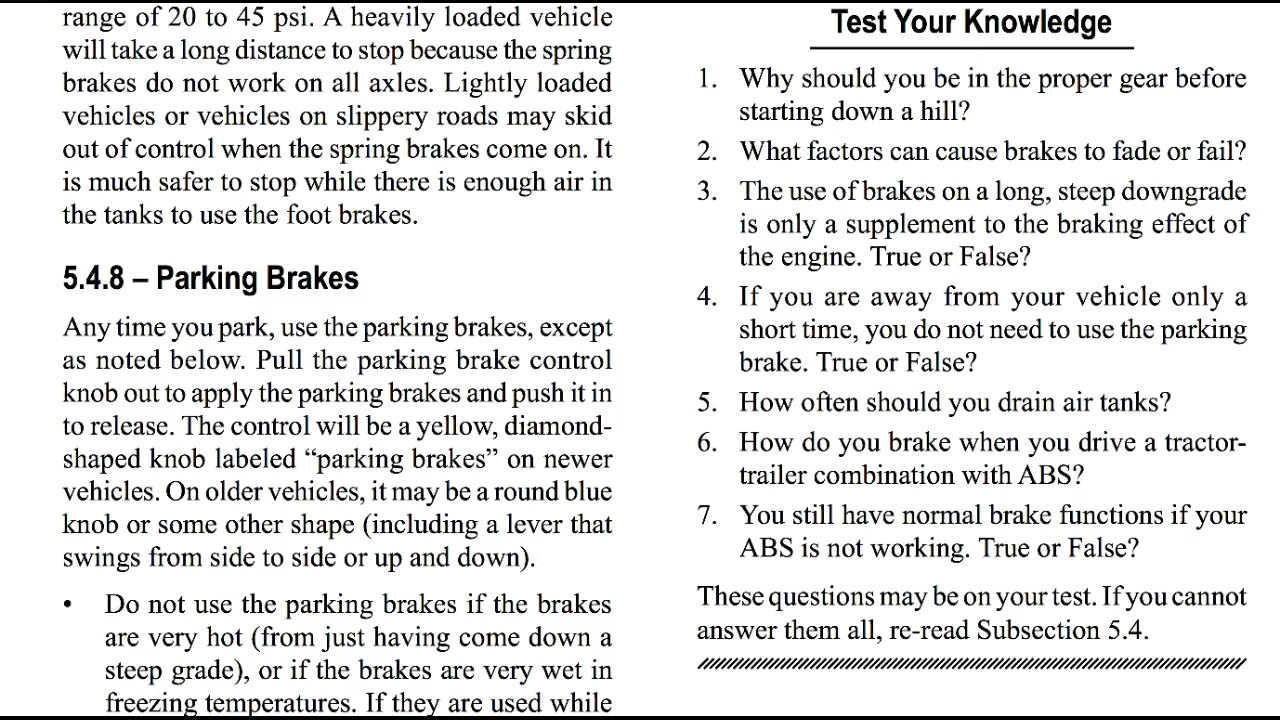 range of 20 to 45 psi. A heavily loaded vehicle
will take a long distance to stop because the spring
brakes do not work on all axles. Lightly loaded
vehicles or vehicles on slippery roads may skid
out of control when the spring brakes come on. It
is much safer to stop while there is enough air in
the tanks to use the foot brakes.
5.4.8 – Parking Brakes
Any time you park, use the parking brakes, except
as noted below. Pull the parking brake control
knob out to apply the parking brakes and push it in
to release. The control will be a yellow, diamond-
shaped knob labeled “parking brakes” on newer
vehicles. On older vehicles, it may be a round blue
knob or some other shape (including a lever that
swings from side to side or up and down).
• Do not use the parking brakes if the brakes
are very hot (from just having come down a
steep grade), or if the brakes are very wet in
freezing temperatures. If they are used while
Test Your Knowledge
1. Why should you be in the proper gear before
starting down a hill?
2. What factors can cause brakes to fade or fail?
3. The use of brakes on a long, steep downgrade
is only a supplement to the braking effect of
the engine. True or False?
4. If you are away from your vehicle only a
short time, you do not need to use the parking
brake. True or False?
5. How often should you drain air tanks?
6. How do you brake when you drive a tractor-
trailer combination with ABS?
7. You still have normal brake functions if your
ABS is not working. True or False?
These questions may be on your test. If you cannot
answer them all, re-read Subsection 5.4.